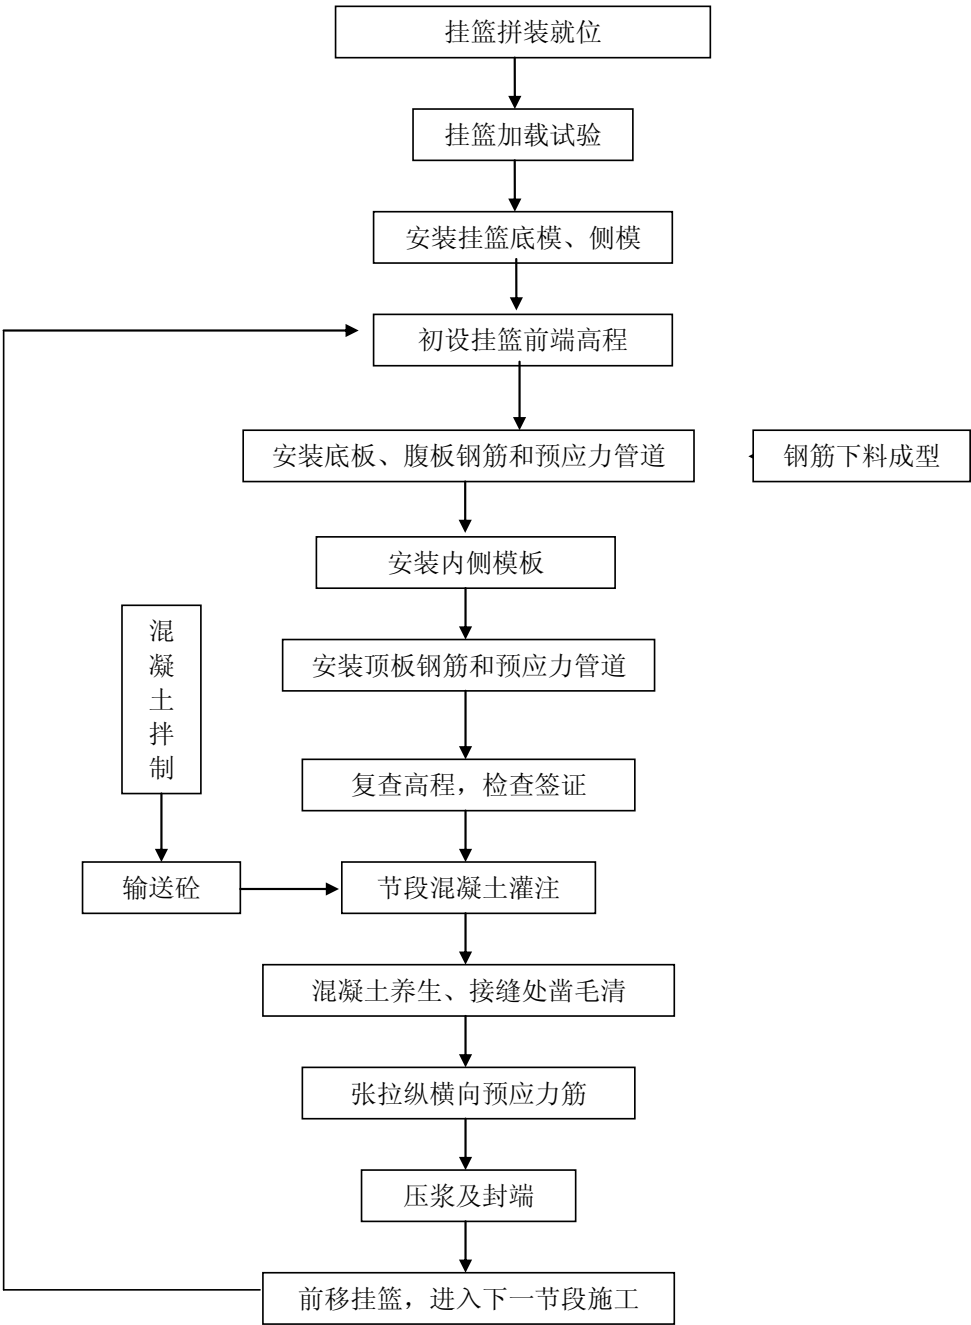 挂篮拼装就位
挂篮加载试验
安装挂篮底模、侧模
初设挂篮前端高程
安装底板、腹板钢筋和预应力管道
钢筋下料成型
安装内侧模板
混
凝
土
拌
制
安装顶板钢筋和预应力管道
复查高程，检查签证
输送砼
节段混凝土灌注
混凝土养生、接缝处凿毛清
张拉纵横向预应力筋
压浆及封端
前移挂篮，进入下一节段施工